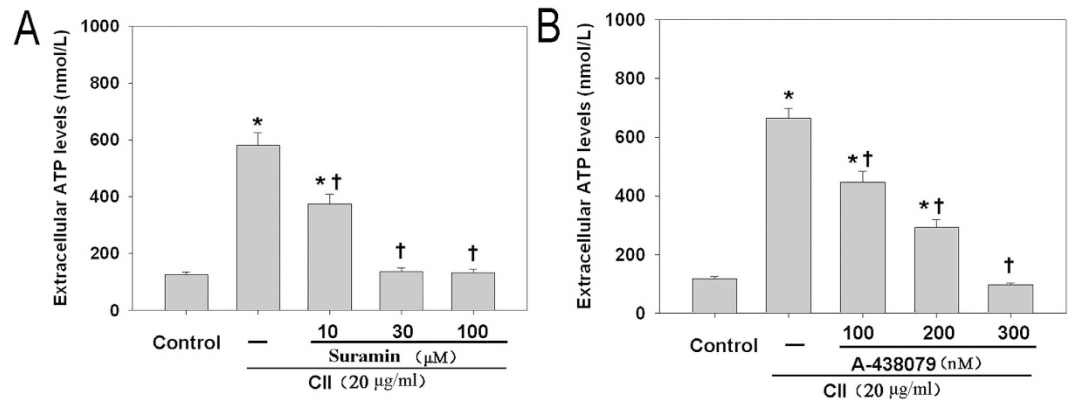 A
Extracellular ATP levels (nmol/L)
1000
800
600
400
200
0
*
* †
†
†
Control
—
10 30 100
Suramin (μM)
CII (20 μg/ml)
B
Extracellular ATP levels (nmol/L)
1000
800
600
400
200
0
*
* †
* †
†
Control
—
100 200 300
A-438079 (nM)
CII (20 μg/ml)